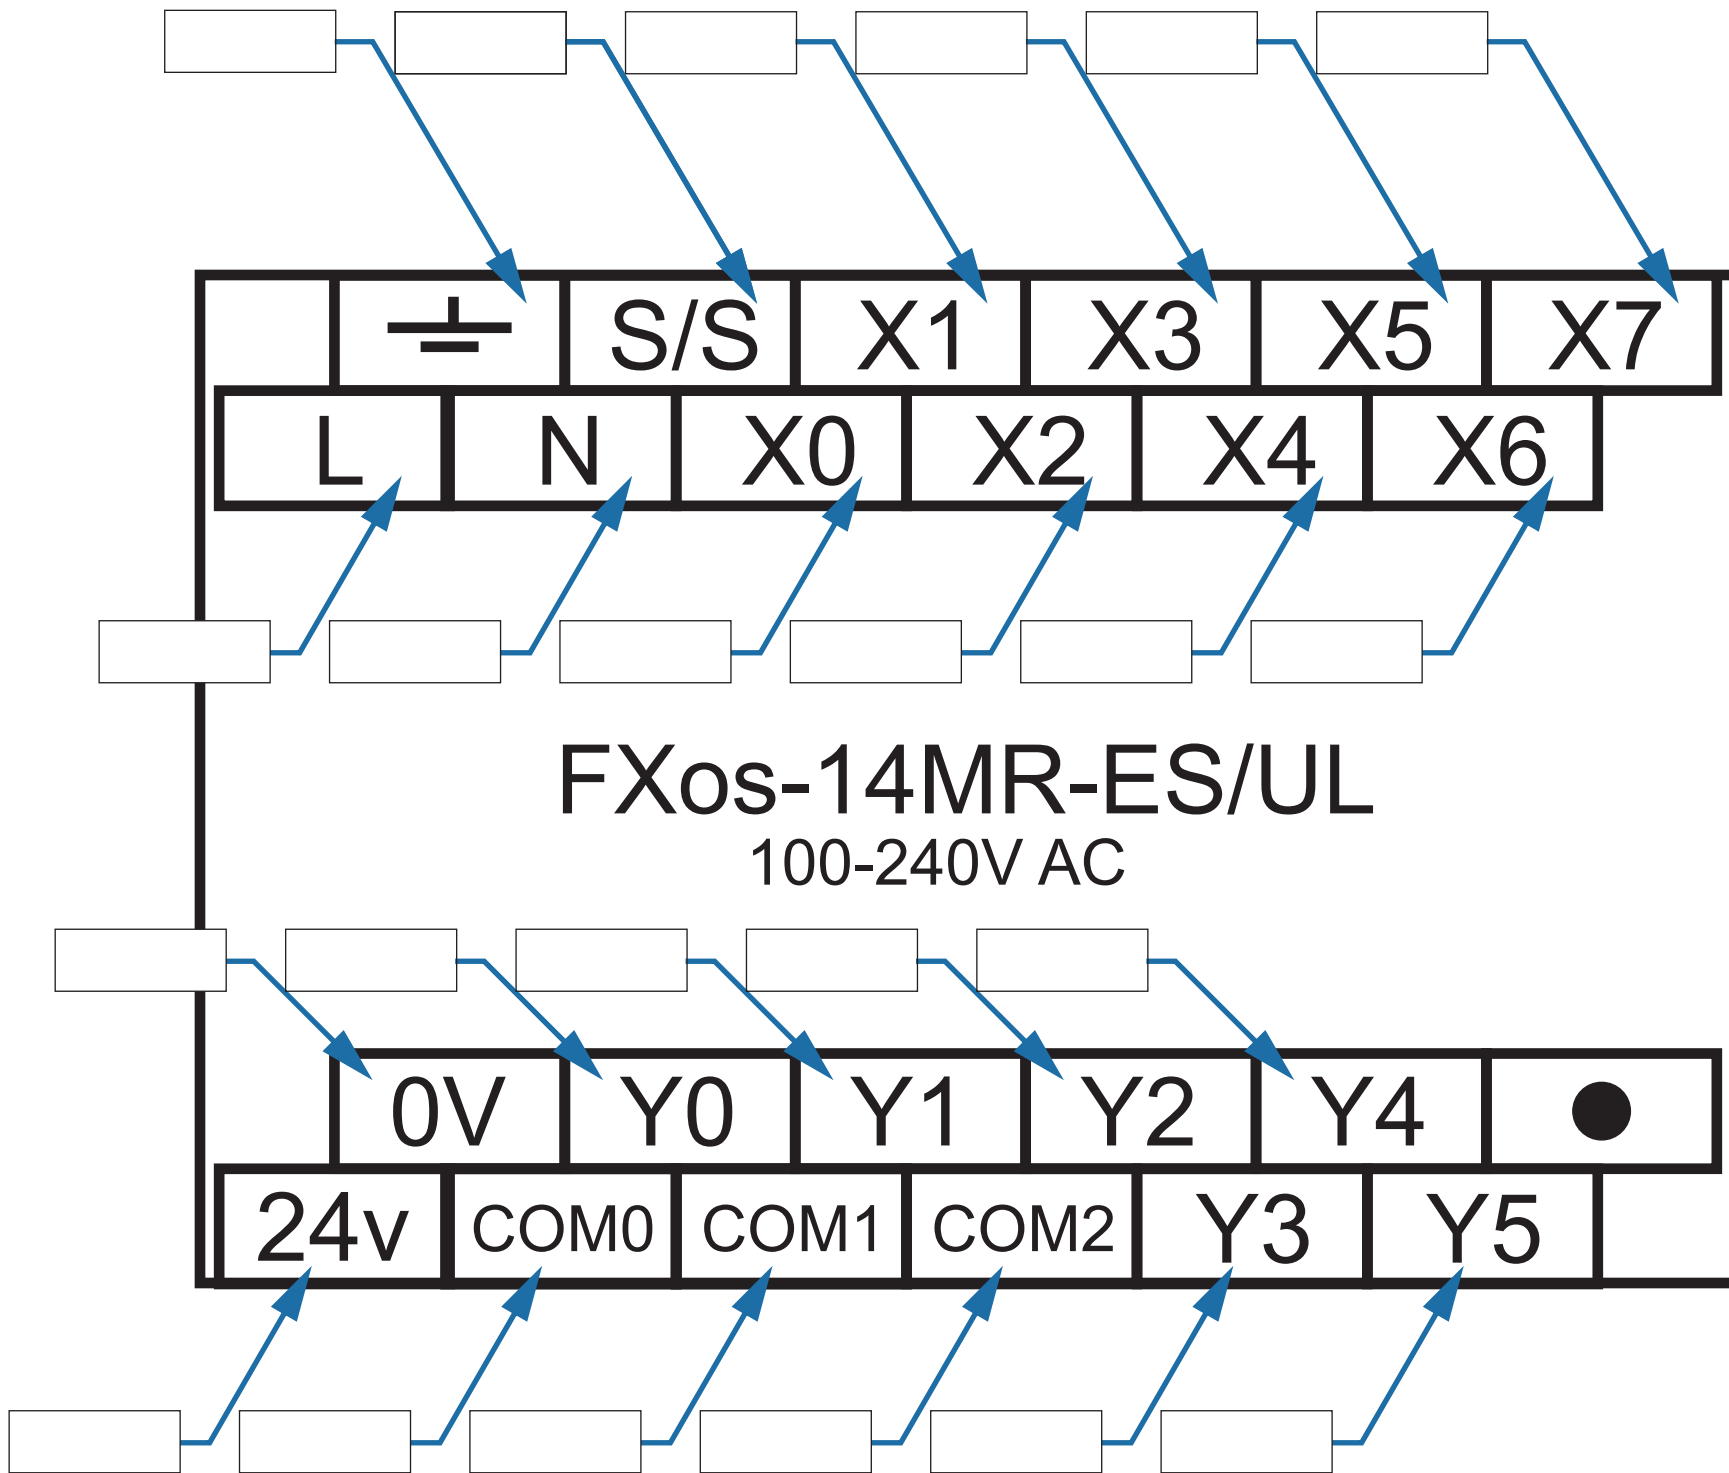 S/S X1 X3 X5 X7
L N X0 X2 X4 X6
FXos-14MR-ES/UL
100-240V AC
0V Y0 Y1 Y2 Y4
24v COM0 COM1 COM2 Y3 Y5